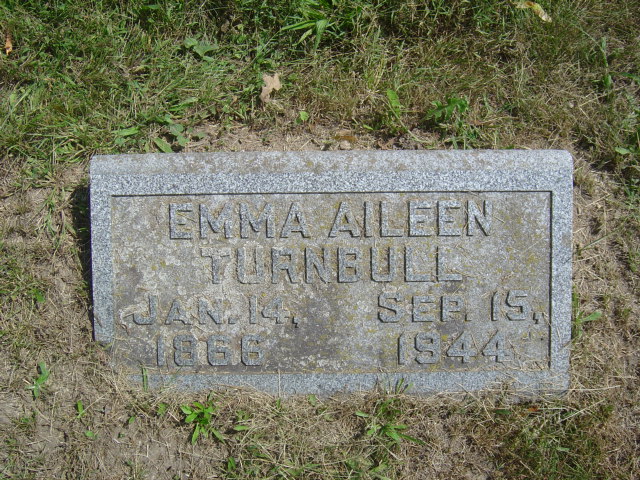 EMMA AILEEN
TURNBULL
JAN. 14, SEP. 15,
1866 1944